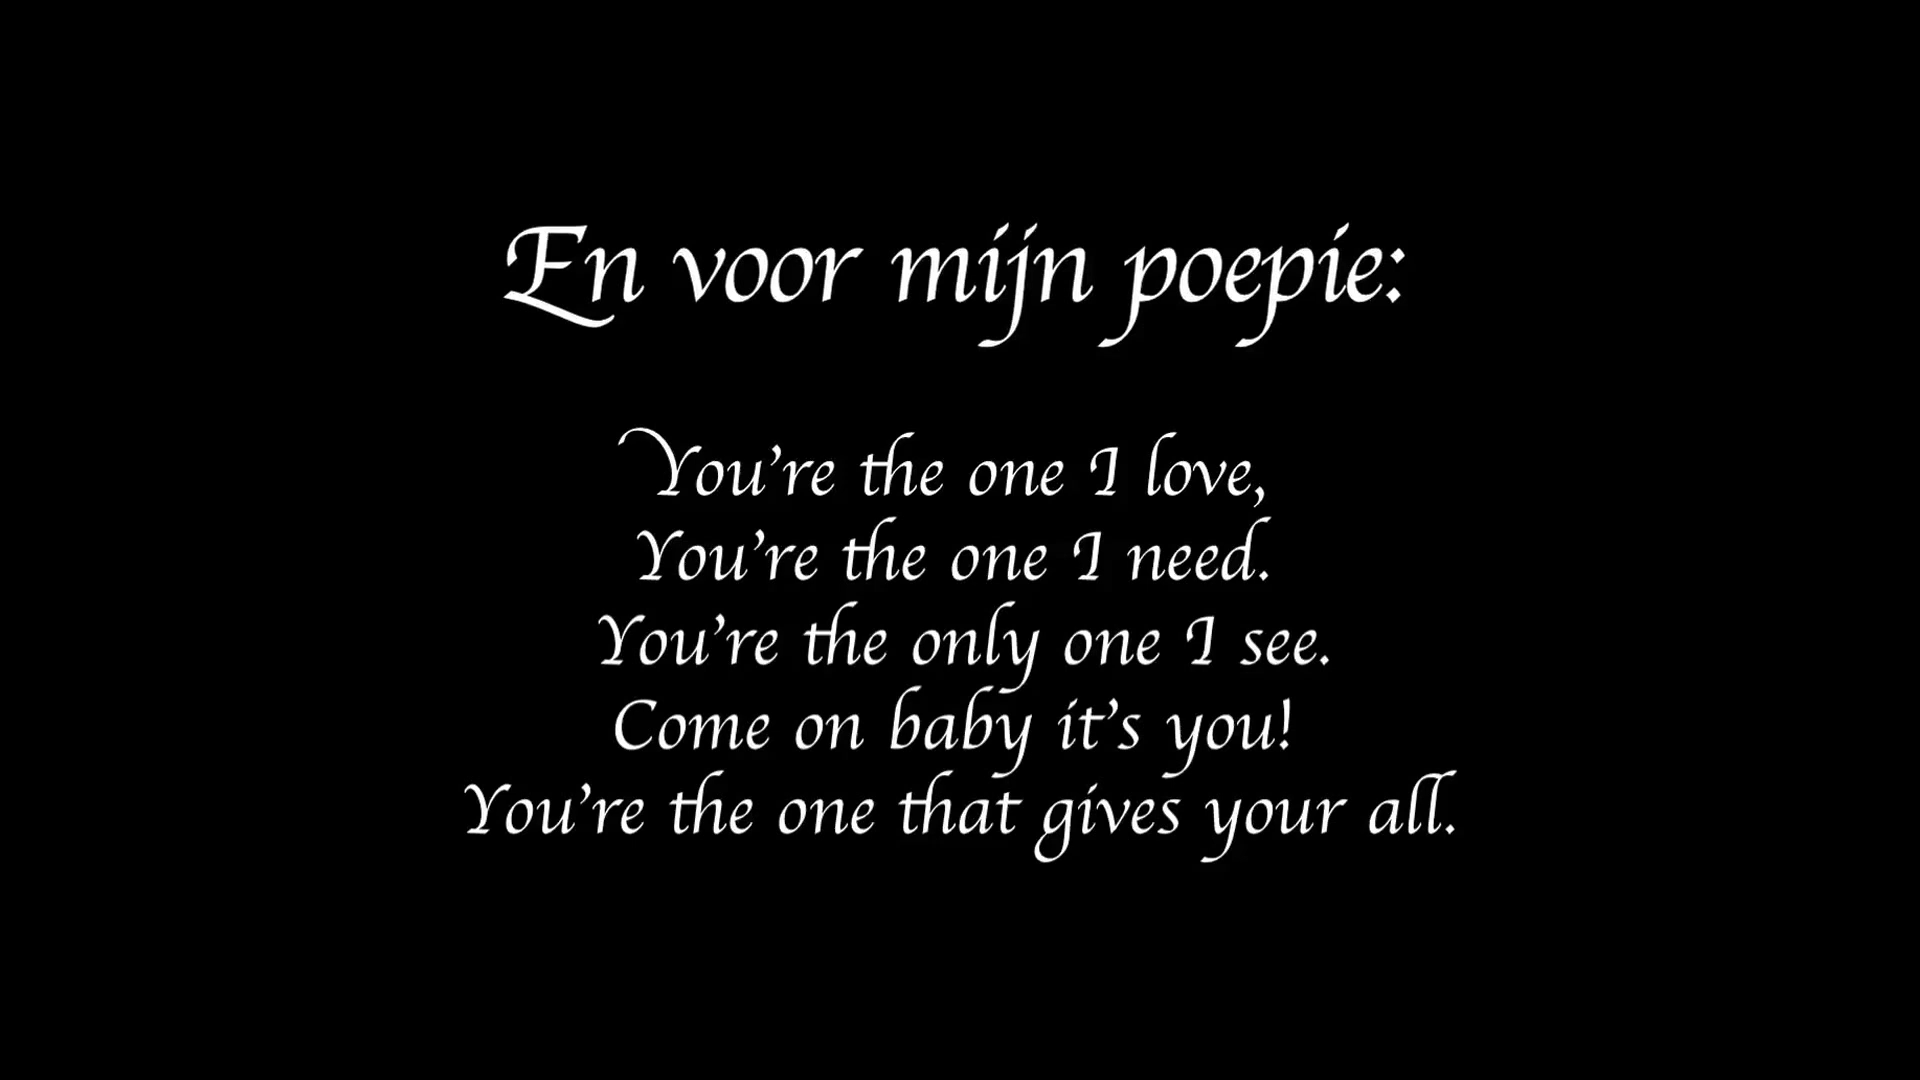 En voor mijn poepie:
You're the one I love,
You're the one I need.
You're the only one I see.
Come on baby it's you!
You're the one that gives your all.